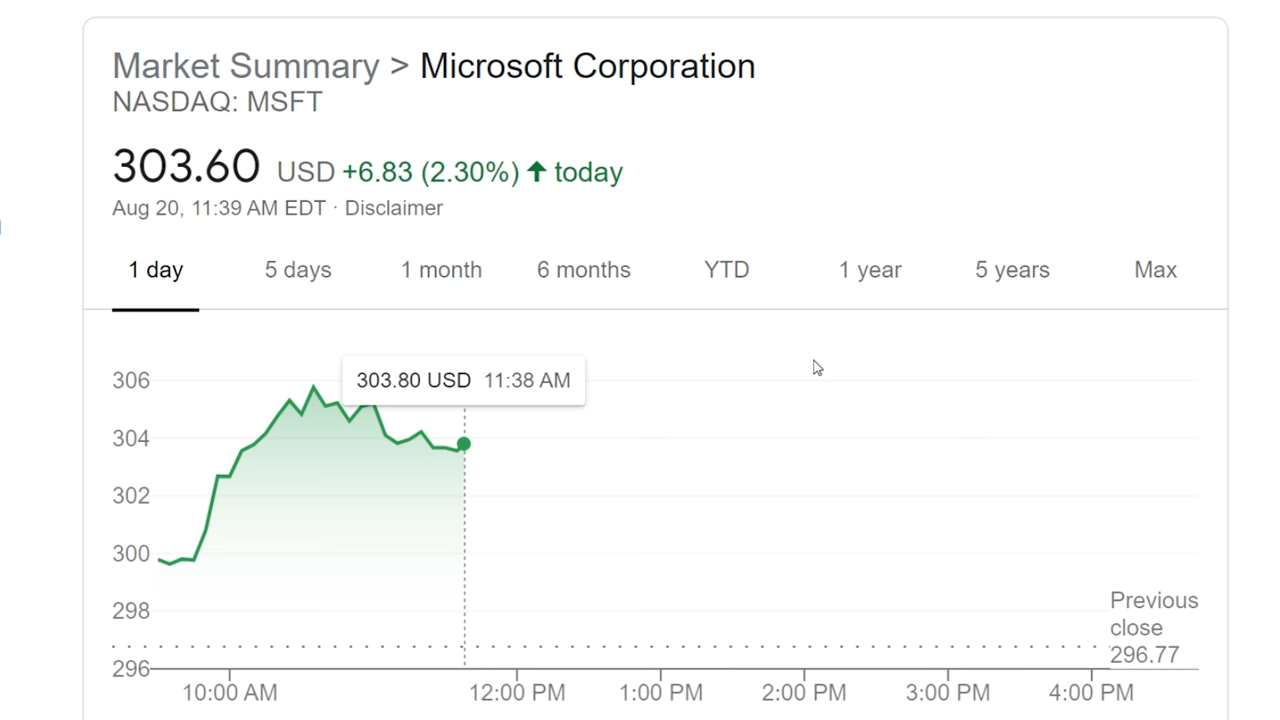 Market Summary > Microsoft Corporation
NASDAQ: MSFT
303.60 USD +6.83 (2.30%) ↑ today
Aug 20, 11:39 AM EDT · Disclaimer
1 day 5 days 1 month 6 months YTD 1 year 5 years Max
303.80 USD 11:38 AM
306
304
302
300
298
296
Previous
close
296.77
10:00 AM 12:00 PM 1:00 PM 2:00 PM 3:00 PM 4:00 PM